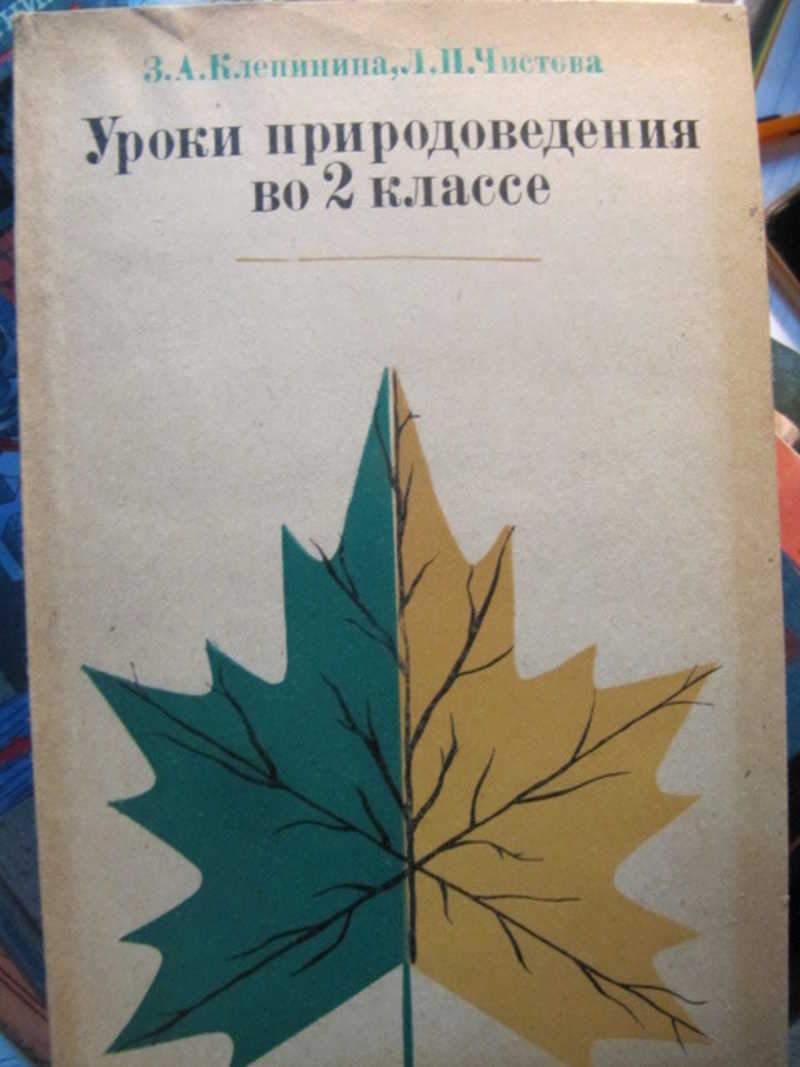 З.А.Клепинина,Л.П.Чистова
Уроки природоведения
во 2 классе